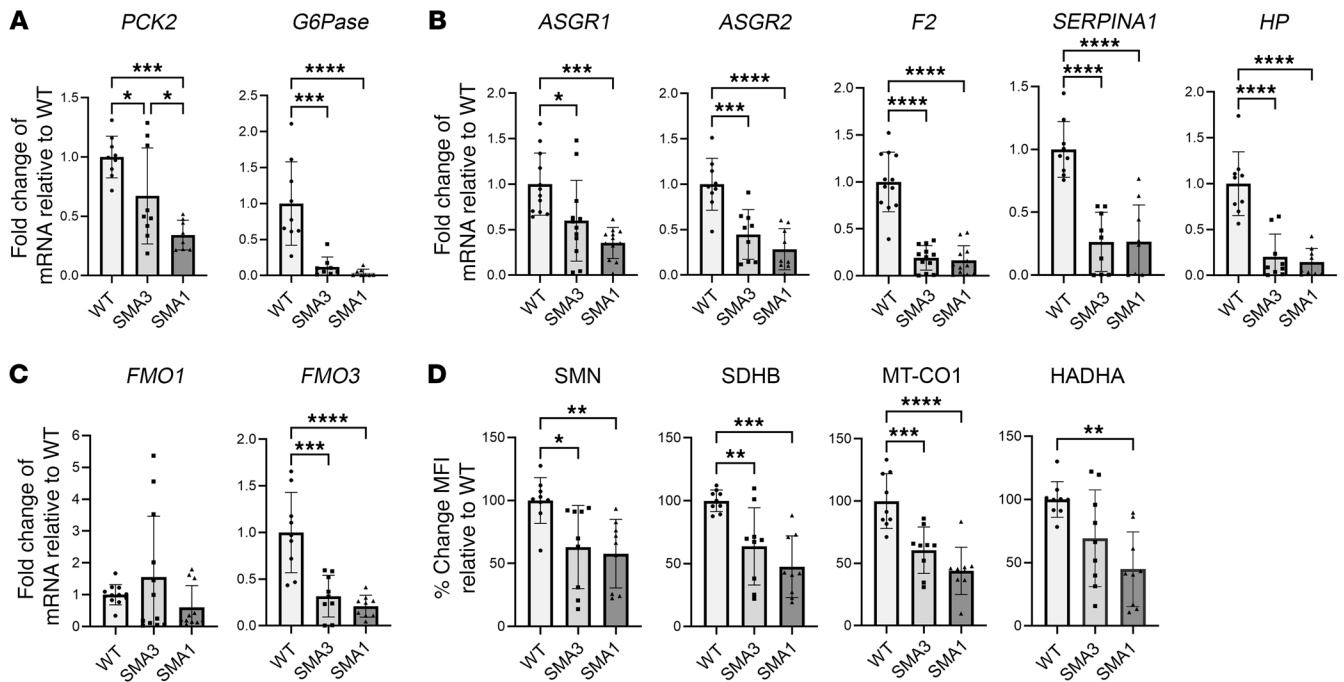 A
PCK2
***
*
*
Fold change of
mRNA relative to WT
1.5
1.0
0.5
0.0
WT
SMA3
SMA1
G6Pase
****
***
2.5
2.0
1.5
1.0
0.5
0.0
WT
SMA3
SMA1
B
ASGR1
***
*
Fold change of
mRNA relative to WT
2.0
1.5
1.0
0.5
0.0
WT
SMA3
SMA1
ASGR2
****
***
2.0
1.5
1.0
0.5
0.0
WT
SMA3
SMA1
F2
****
****
2.0
1.5
1.0
0.5
0.0
WT
SMA3
SMA1
SERPINA1
****
****
1.5
1.0
0.5
0.0
WT
SMA3
SMA1
HP
****
****
2.0
1.5
1.0
0.5
0.0
WT
SMA3
SMA1
C
FMO1
Fold change of
mRNA relative to WT
6
5
4
3
2
1
0
WT
SMA3
SMA1
FMO3
****
***
2.0
1.5
1.0
0.5
0.0
WT
SMA3
SMA1
D
SMN
**
*
% Change MFI
relative to WT
150
100
50
0
WT
SMA3
SMA1
SDHB
***
**
150
100
50
0
WT
SMA3
SMA1
MT-CO1
****
***
150
100
50
0
WT
SMA3
SMA1
HADHA
**
150
100
50
0
WT
SMA3
SMA1